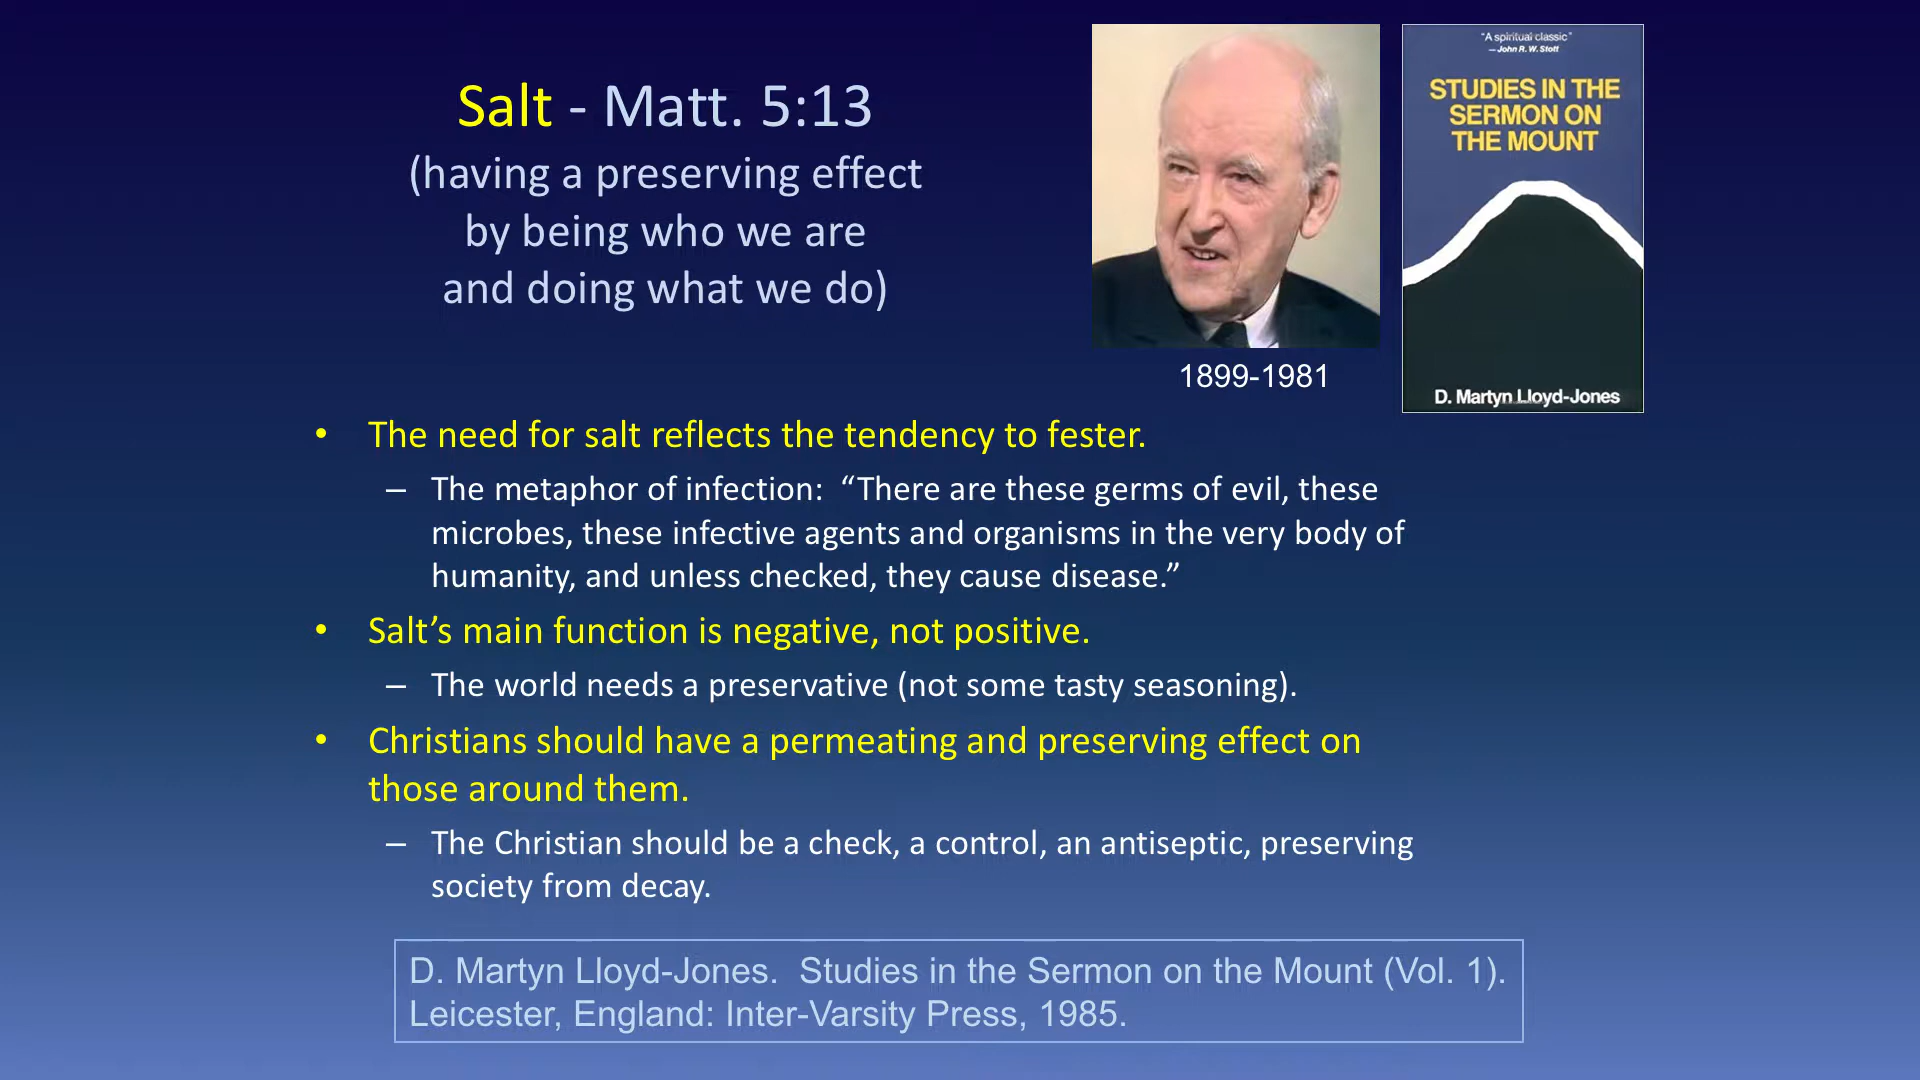 Salt - Matt. 5:13
(having a preserving effect
by being who we are
and doing what we do)
"A spiritual classic"
— John R. W. Stott
STUDIES IN THE
SERMON ON
THE MOUNT
D. Martyn Lloyd-Jones
1899-1981
• The need for salt reflects the tendency to fester.
– The metaphor of infection:  “There are these germs of evil, these
microbes, these infective agents and organisms in the very body of
humanity, and unless checked, they cause disease.”
• Salt’s main function is negative, not positive.
– The world needs a preservative (not some tasty seasoning).
• Christians should have a permeating and preserving effect on
those around them.
– The Christian should be a check, a control, an antiseptic, preserving
society from decay.
D. Martyn Lloyd-Jones.  Studies in the Sermon on the Mount (Vol. 1).
Leicester, England: Inter-Varsity Press, 1985.